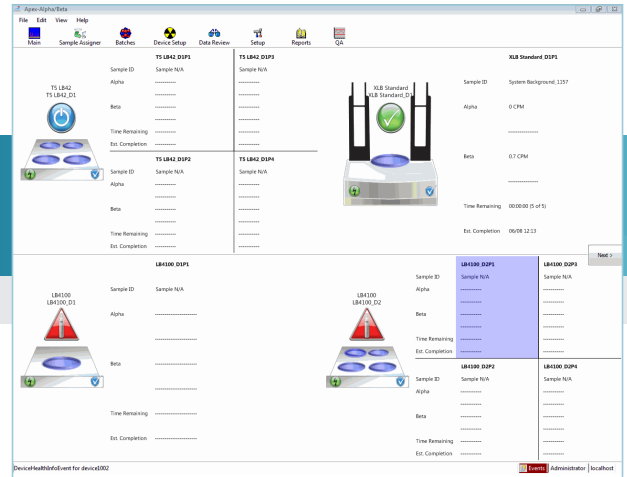 Apex-Alpha/Beta
File Edit View Help
Main Sample Assigner Batches Device Setup Data Review Setup Reports QA
TS LB42
TS LB42_D1
TS LB42_D1P1 TS LB42_D1P3
Sample ID Sample N/A Sample N/A
Alpha ----------- -----------
----------- -----------
Beta ----------- -----------
----------- -----------
Time Remaining ----------- -----------
Est. Completion ----------- -----------
TS LB42_D1P2 TS LB42_D1P4
Sample ID Sample N/A Sample N/A
Alpha ----------- -----------
----------- -----------
Beta ----------- -----------
----------- -----------
Time Remaining ----------- -----------
Est. Completion ----------- -----------
XLB Standard
XLB Standard_D1
XLB Standard_D1P1
Sample ID System Background_1157
Alpha 0 CPM
----------------
Beta 0.7 CPM
----------------
Time Remaining 00:00:00 (5 of 5)
Est. Completion 06/08 12:13
Next >
LB4100
LB4100_D1
LB4100_D1P1
Sample ID Sample N/A
Alpha ----------------------
----------------------
Beta ----------------------
----------------------
Time Remaining ----------------------
Est. Completion ----------------------
LB4100
LB4100_D2
LB4100_D2P1 LB4100_D2P3
Sample ID Sample N/A Sample N/A
Alpha ----------- -----------
----------- -----------
Beta ----------- -----------
----------- -----------
Time Remaining ----------- -----------
Est. Completion ----------- -----------
LB4100_D2P2 LB4100_D2P4
Sample ID Sample N/A Sample N/A
Alpha ----------- -----------
----------- -----------
Beta ----------- -----------
----------- -----------
Time Remaining ----------- -----------
Est. Completion ----------- -----------
DeviceHealthInfoEvent for device1002 Events Administrator localhost